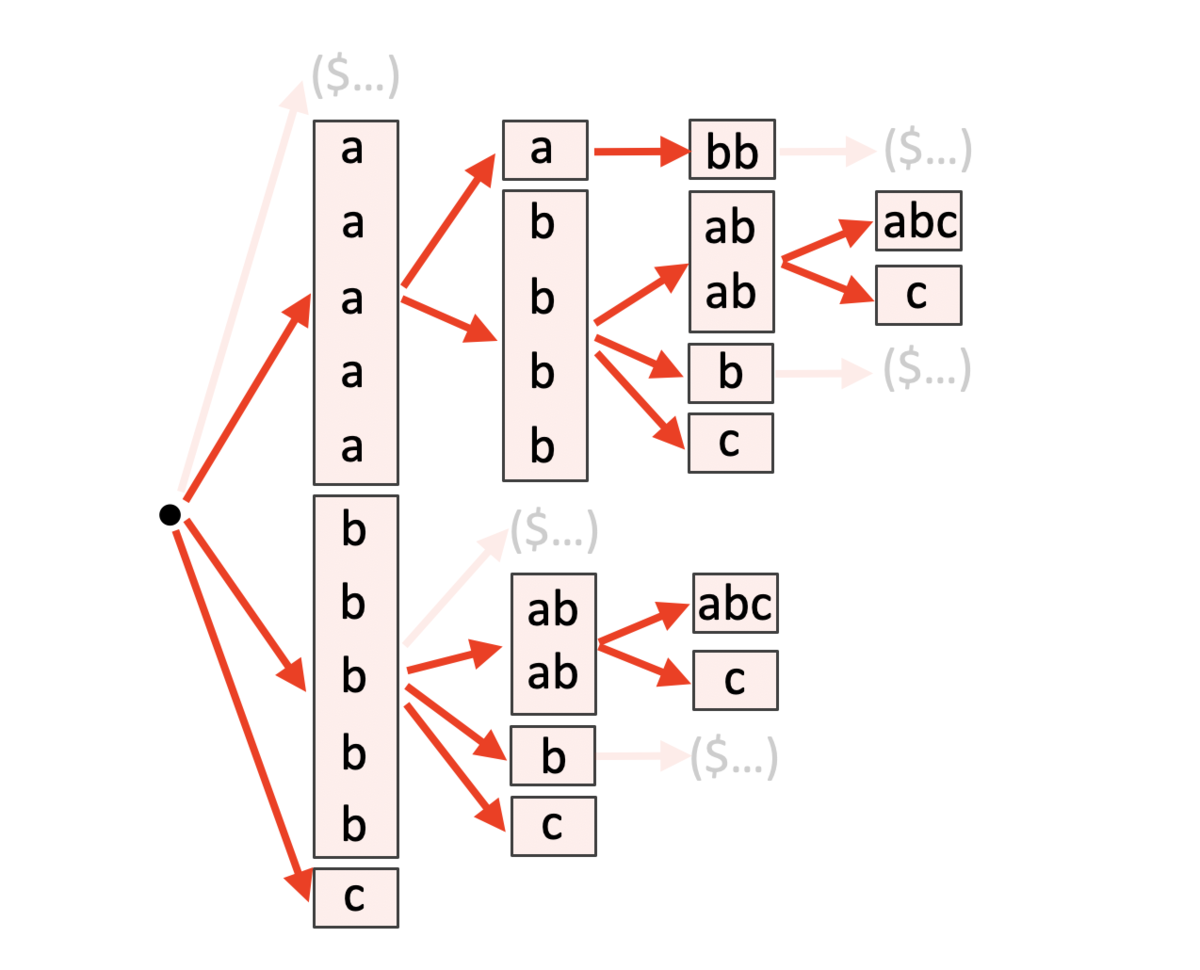 ($...)
a a bb ($...)
a b ab abc
a b ab c
a b b ($...)
a b c
b ($...)
b ab abc
b ab c
b b ($...)
b c
c